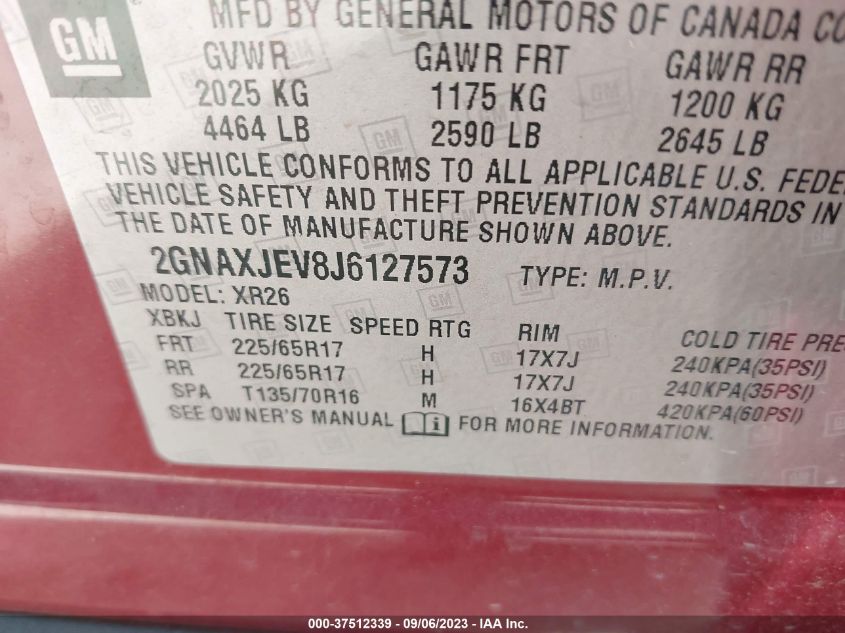 GM
MFD BY GENERAL MOTORS OF CANADA CO
GVWR GAWR FRT GAWR RR
2025 KG 1175 KG 1200 KG
4464 LB 2590 LB 2645 LB
THIS VEHICLE CONFORMS TO ALL APPLICABLE U.S. FEDE
VEHICLE SAFETY AND THEFT PREVENTION STANDARDS IN
THE DATE OF MANUFACTURE SHOWN ABOVE.
2GNAXJEV8J6127573 TYPE: M.P.V.
MODEL: XR26
XBKJ TIRE SIZE SPEED RTG RIM COLD TIRE PRE
FRT 225/65R17 H 17X7J 240KPA(35PSI)
RR 225/65R17 H 17X7J 240KPA(35PSI)
SPA T135/70R16 M 16X4BT 420KPA(60PSI)
SEE OWNER'S MANUAL FOR MORE INFORMATION.
000-37512339 - 09/06/2023 - IAA Inc.